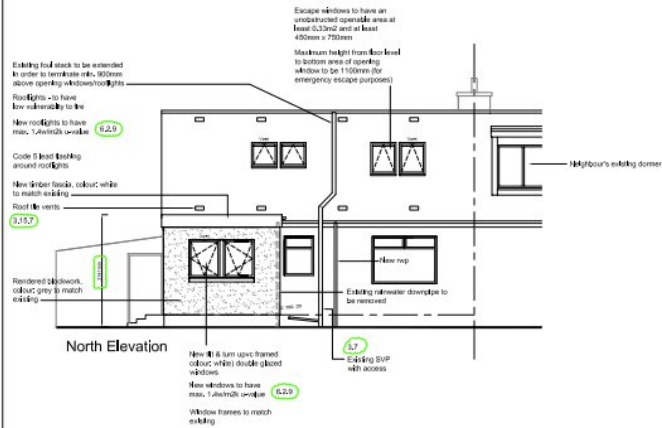 Escape windows to have an
unobstructed openable area at
least 0.33m2 and at least
450mm x 750mm
Maximum height from floor level
to bottom area of opening
window to be 1100mm (for
emergency escape purposes)
Existing foul stack to be extended
in order to terminate min. 900mm
above opening windows/rooflights
Rooflights - to have
low vulnerability to fire
New rooflights to have
max. 1.4w/m2k u-value
6.2.9
Code 5 lead flashing
around rooflights
New timber fascia, colour: white
to match existing
Roof tile vents
3.15.7
Neighbour's existing dormer
Rendered blockwork,
colour: grey to match
existing
New rwp
Existing rainwater downpipe to
be removed
North Elevation
3.7
Existing SVP
with access
New tilt & turn upvc framed
colour: white) double glazed
windows
New windows to have
max. 1.4w/m2k u-value
6.2.9
Window frames to match
existing